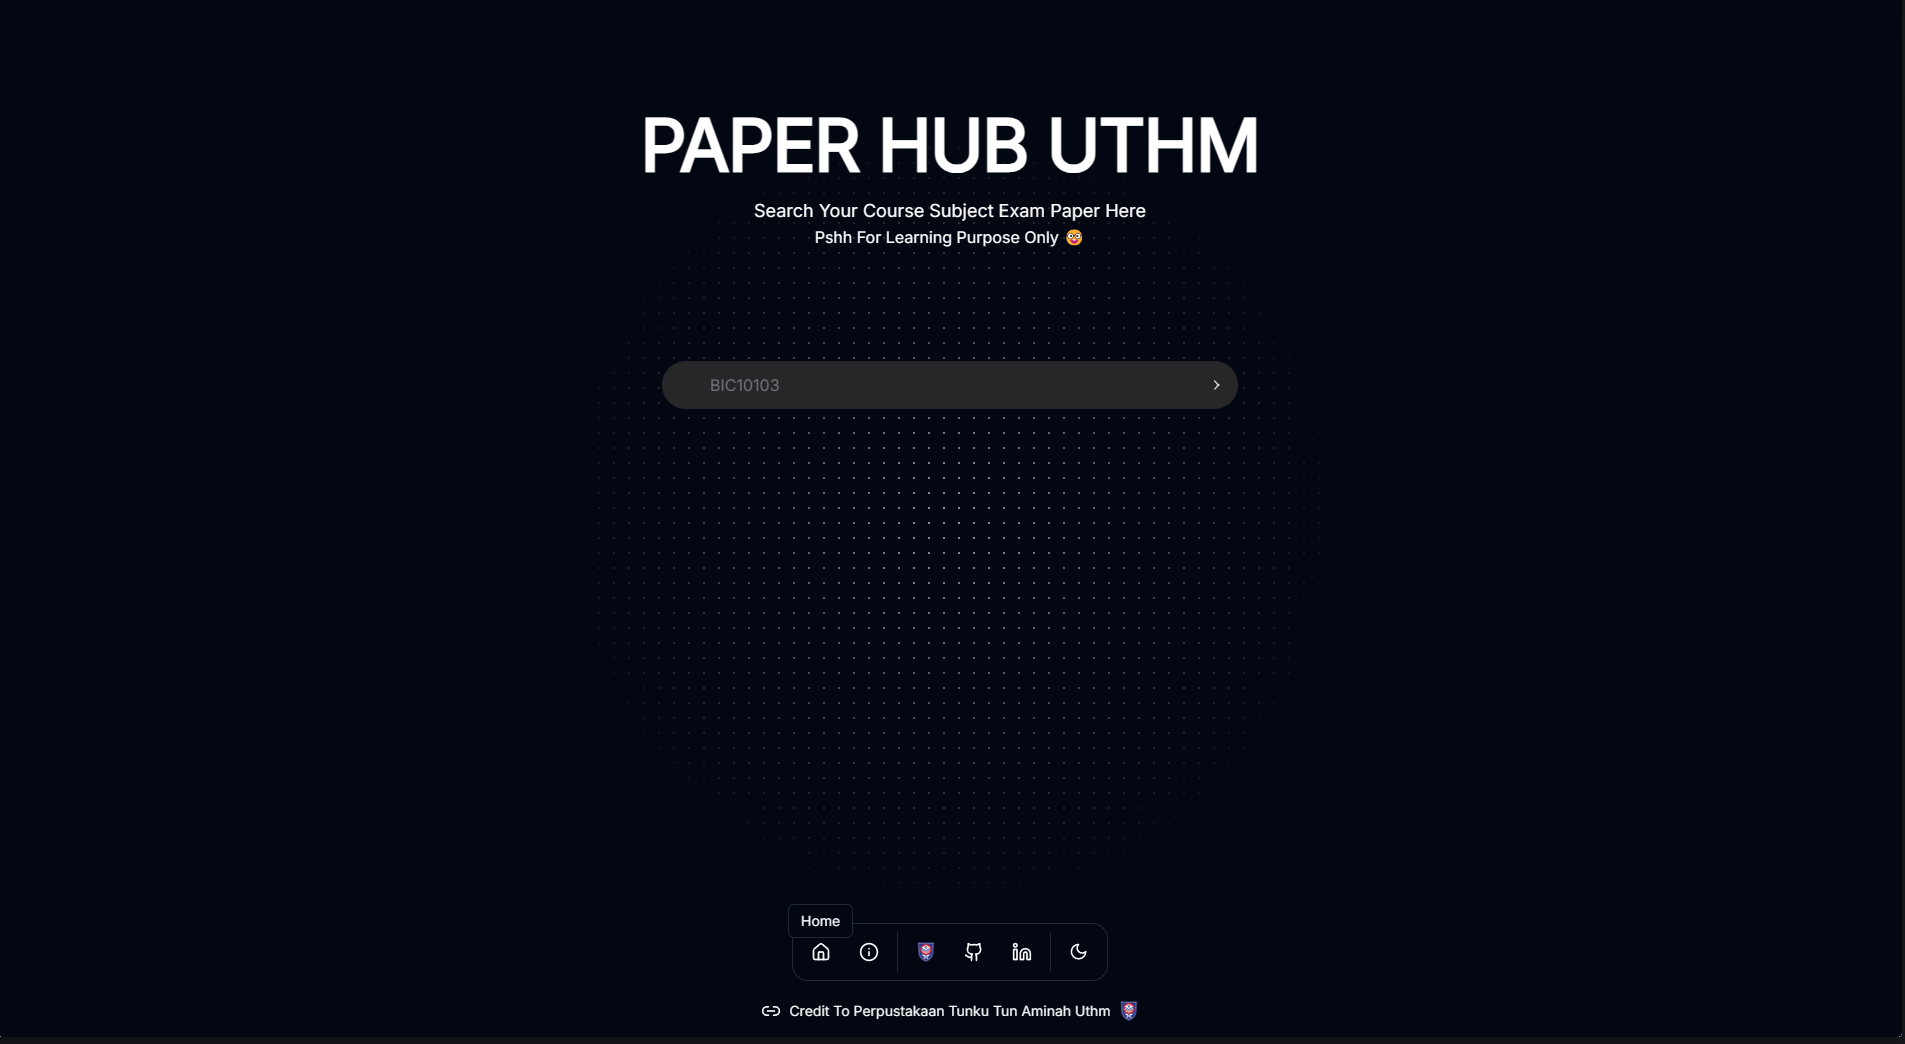 PAPER HUB UTHM
Search Your Course Subject Exam Paper Here
Pshh For Learning Purpose Only 🤡
BIC10103
Home
Credit To Perpustakaan Tunku Tun Aminah Uthm